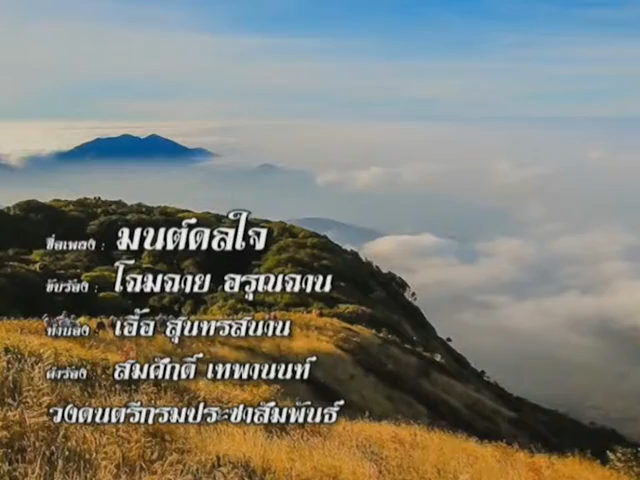 ชื่อเพลง : มนต์ดลใจ
ขับร้อง : โฉมฉาย อรุณฉาน
ทำนอง : เอื้อ สุนทรสนาน
คำร้อง : สมศักดิ์ เทพานนท์
วงดนตรีกรมประชาสัมพันธ์